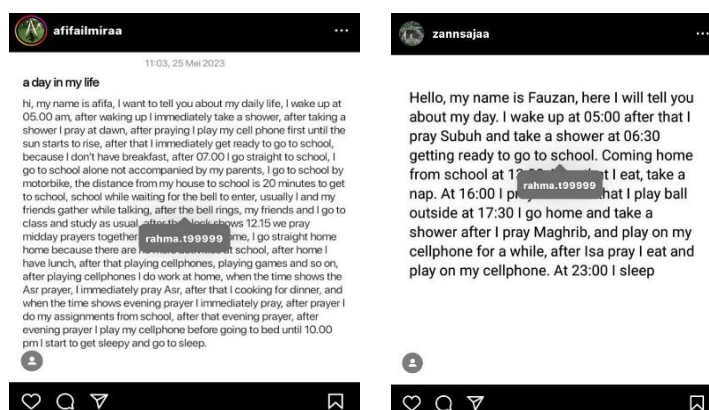 afifailmiraa
11:03, 25 Mei 2023
a day in my life
hi, my name is afifa, I want to tell you about my daily life, I wake up at
05.00 am, after waking up I immediately take a shower, after taking a
shower I pray at dawn, after praying I play my cell phone first until the
sun starts to rise, after that I immediately get ready to go to school,
because I don't have breakfast, after 07.00 I go straight to school, I
go to school alone not accompanied by my parents, I go to school by
motorbike, the distance from my house to school is 20 minutes to get
to school, school while waiting for the bell to enter, usually I and my
friends gather while talking, after the bell rings, my friends and I go to
class and study as usual, after the clock shows 12.15 we pray
midday prayers together
rahma.t99999
ome, I go straight home
home because there are
at school, after home I
have lunch, after that playing cellphones, playing games and so on,
after playing cellphones I do work at home, when the time shows the
Asr prayer, I immediately pray Asr, after that I cooking for dinner, and
when the time shows evening prayer I immediately pray, after prayer I
do my assignments from school, after that evening prayer, after
evening prayer I play my cellphone before going to bed until 10.00
pm I start to get sleepy and go to sleep.
zannsajaa
Hello, my name is Fauzan, here I will tell you
about my day. I wake up at 05:00 after that I
pray Subuh and take a shower at 06:30
getting ready to go to school. Coming home
from school at I eat, take a
rahma.t99999
nap. At 16:00 I that I play ball
outside at 17:30 I go home and take a
shower after I pray Maghrib, and play on my
cellphone for a while, after Isa pray I eat and
play on my cellphone. At 23:00 I sleep